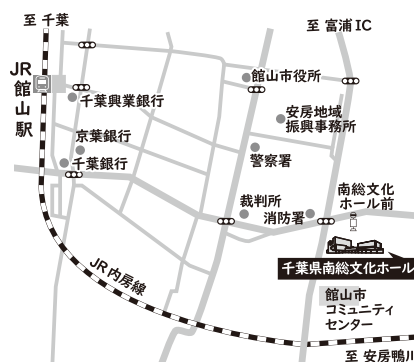 至 千葉
至 富浦 IC
JR館山駅
館山市役所
千葉興業銀行
安房地域
振興事務所
京葉銀行
警察署
千葉銀行
南総文化
ホール前
裁判所
消防署
千葉県南総文化ホール
JR内房線
館山市
コミュニティ
センター
至 安房鴨川